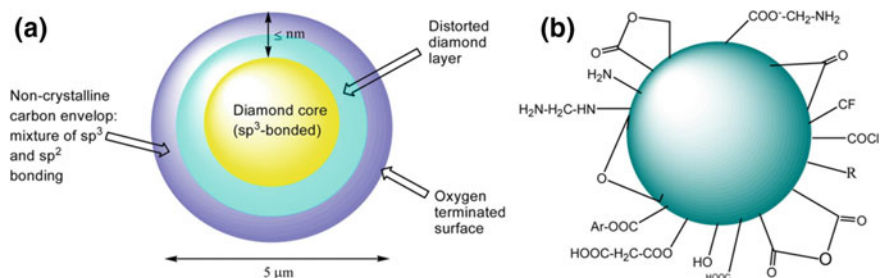 (a)
≤ nm
Distorted
diamond
layer
Non-crystalline
carbon envelop:
mixture of sp3
and sp2
bonding
Diamond core
(sp3-bonded)
Oxygen
terminated
surface
5 μm
(b)
COO--CH2-NH2
O
O
O
H2N
H2N-H2C-HN
CF
COCl
R
O
Ar-OOC
HOOC-H2C-COO
HO
HOOC
O
O
O